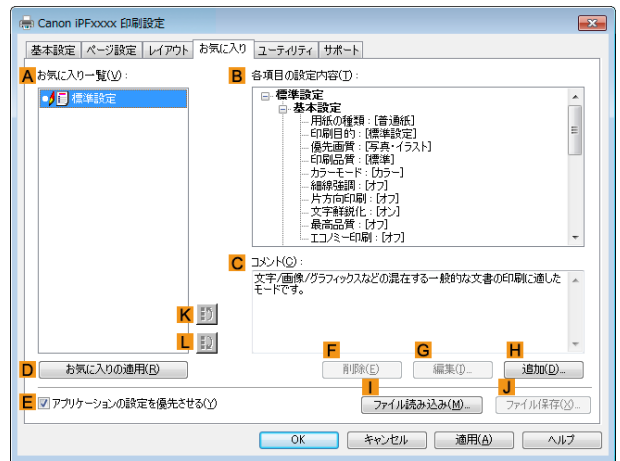 Canon iPFxxxx 印刷設定
基本設定 ページ設定 レイアウト お気に入り ユーティリティ サポート
A お気に入り一覧(V):
B 各項目の設定内容(T):
標準設定
標準設定
基本設定
用紙の種類:[普通紙]
印刷目的:[標準設定]
優先画質:[写真・イラスト]
印刷品質:[標準]
カラーモード:[カラー]
細線強調:[オフ]
片方向印刷:[オフ]
文字鮮鋭化:[オン]
最高品質:[オフ]
エコノミー印刷:[オフ]
C コメント(C):
文字/画像/グラフィックスなどの混在する一般的な文書の印刷に適した
モードです。
K
L
D お気に入りの適用(R)
F 削除(E)
G 編集(I)...
H 追加(D)...
E アプリケーションの設定を優先させる(Y)
I ファイル読み込み(M)...
J ファイル保存(X)...
OK キャンセル 適用(A) ヘルプ